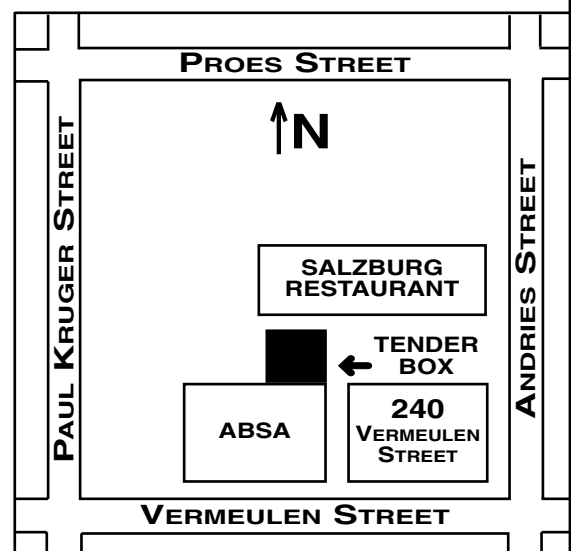 PROES STREET
N
PAUL KRUGER STREET
ANDRIES STREET
SALZBURG
RESTAURANT
TENDER
BOX
ABSA
240
VERMEULEN
STREET
VERMEULEN STREET